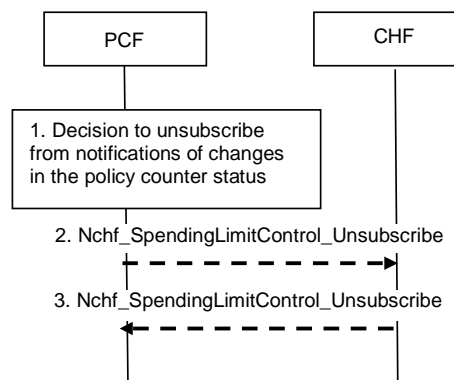 PCF
CHF
1. Decision to unsubscribe
from notifications of changes
in the policy counter status
2. Nchf_SpendingLimitControl_Unsubscribe
3. Nchf_SpendingLimitControl_Unsubscribe